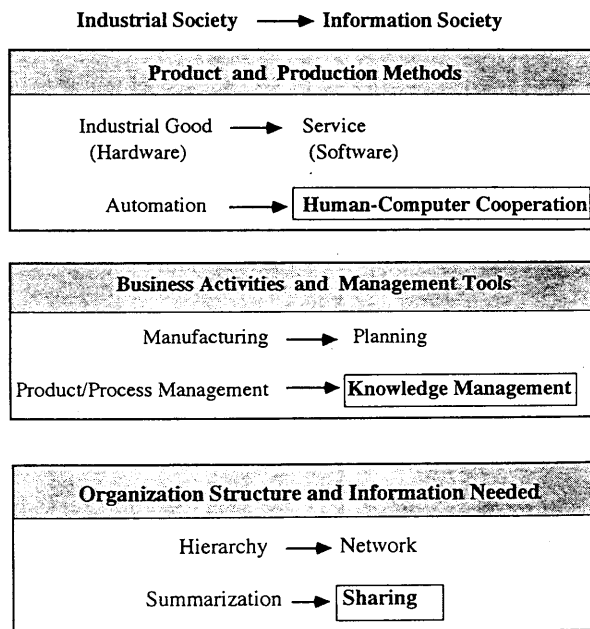 Industrial Society → Information Society
Product and Production Methods
Industrial Good → Service
(Hardware) (Software)
Automation → Human-Computer Cooperation
Business Activities and Management Tools
Manufacturing → Planning
Product/Process Management → Knowledge Management
Organization Structure and Information Needed
Hierarchy → Network
Summarization → Sharing